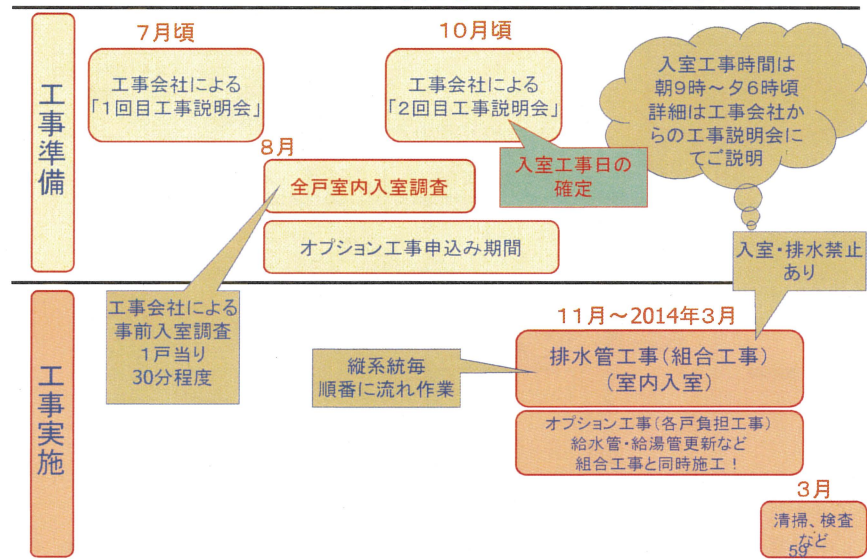 工事準備
7月頃
工事会社による
「1回目工事説明会」
10月頃
工事会社による
「2回目工事説明会」
入室工事時間は
朝9時～夕6時頃
詳細は工事会社か
らの工事説明会に
てご説明
8月
全戸室内入室調査
入室工事日の
確定
オプション工事申込み期間
入室・排水禁止
あり
工事実施
工事会社による
事前入室調査
1戸当り
30分程度
11月～2014年3月
縦系統毎
順番に流れ作業
排水管工事(組合工事)
(室内入室)
オプション工事(各戸負担工事)
給水管・給湯管更新など
組合工事と同時施工！
3月
清掃、検査
など
59